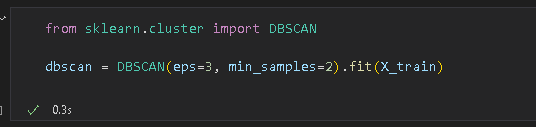 from sklearn.cluster import DBSCAN
dbscan = DBSCAN(eps=3, min_samples=2).fit(X_train)
0.3s